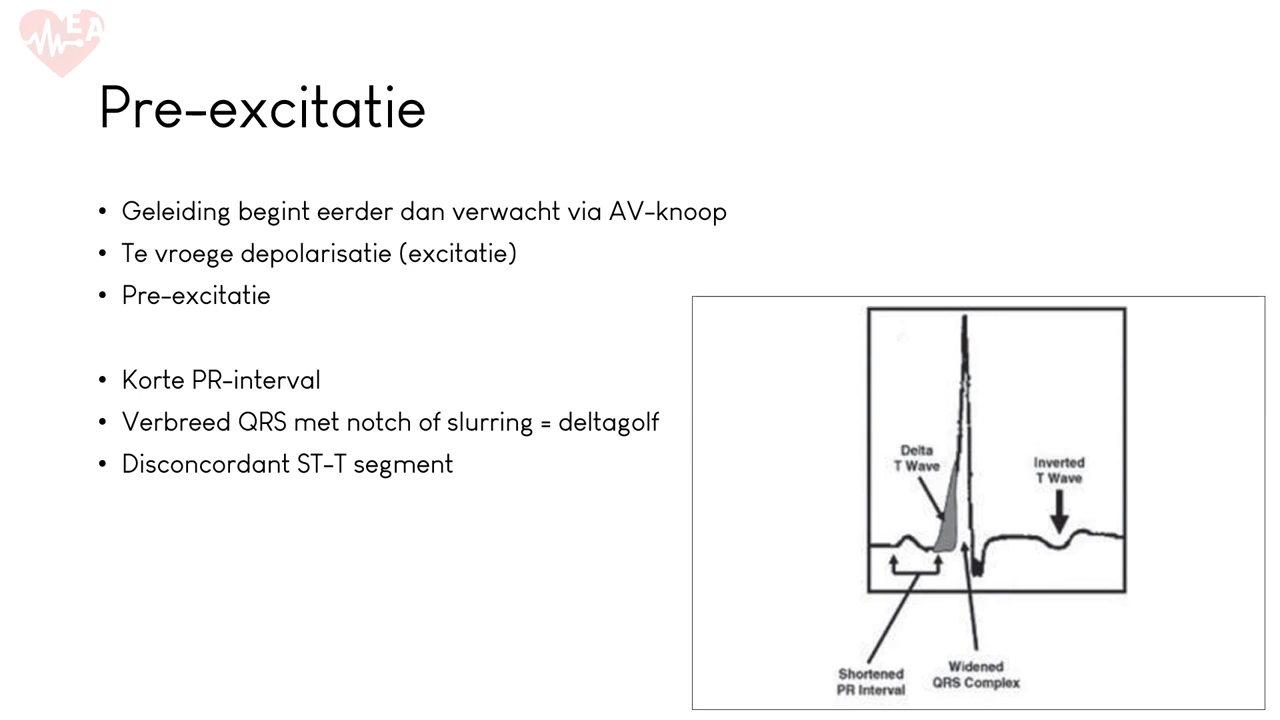 EA
Pre-excitatie
• Geleiding begint eerder dan verwacht via AV-knoop
• Te vroege depolarisatie (excitatie)
• Pre-excitatie
• Korte PR-interval
• Verbreed QRS met notch of slurring = deltagolf
• Disconcordant ST-T segment
Delta
T Wave
Inverted
T Wave
Shortened
PR Interval
Widened
QRS Complex